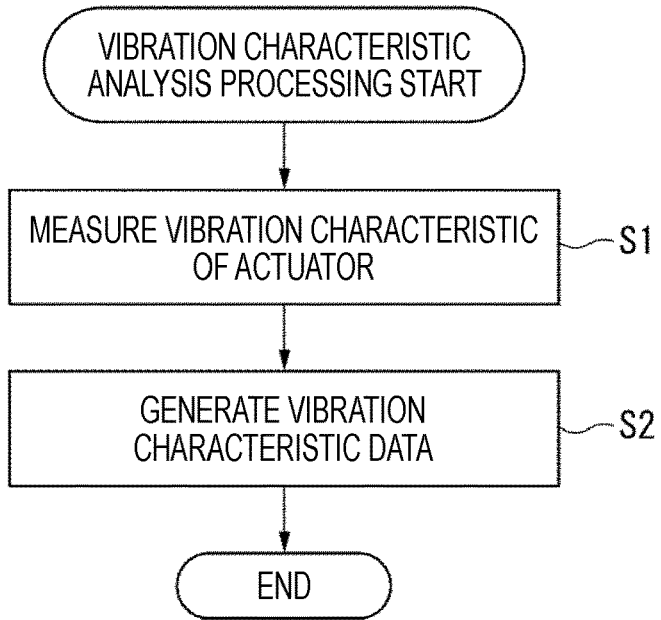 VIBRATION CHARACTERISTIC
ANALYSIS PROCESSING START
MEASURE VIBRATION CHARACTERISTIC
OF ACTUATOR
S1
GENERATE VIBRATION
CHARACTERISTIC DATA
S2
END